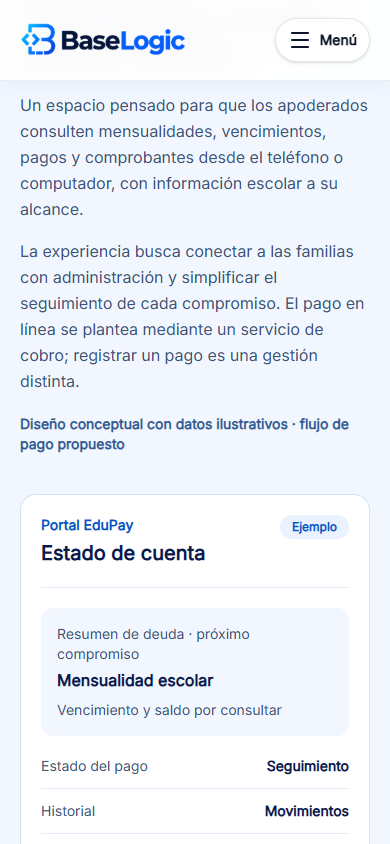 BaseLogic
Menú
Un espacio pensado para que los apoderados
consulten mensualidades, vencimientos,
pagos y comprobantes desde el teléfono o
computador, con información escolar a su
alcance.
La experiencia busca conectar a las familias
con administración y simplificar el
seguimiento de cada compromiso. El pago en
línea se plantea mediante un servicio de
cobro; registrar un pago es una gestión
distinta.
Diseño conceptual con datos ilustrativos · flujo de
pago propuesto
Portal EduPay
Ejemplo
Estado de cuenta
Resumen de deuda · próximo
compromiso
Mensualidad escolar
Vencimiento y saldo por consultar
Estado del pago Seguimiento
Historial Movimientos